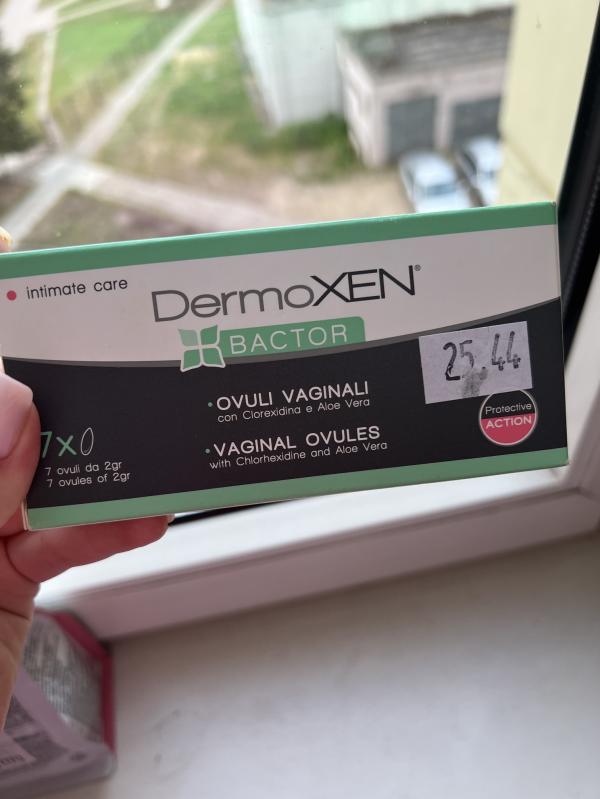 • intimate care
DermoXEN®
BACTOR
25.44
• OVULI VAGINALI
con Clorexidina e Aloe Vera
• VAGINAL OVULES
with Chlorhexidine and Aloe Vera
Protective
ACTION
7x
7 ovuli da 2gr
7 ovules of 2gr